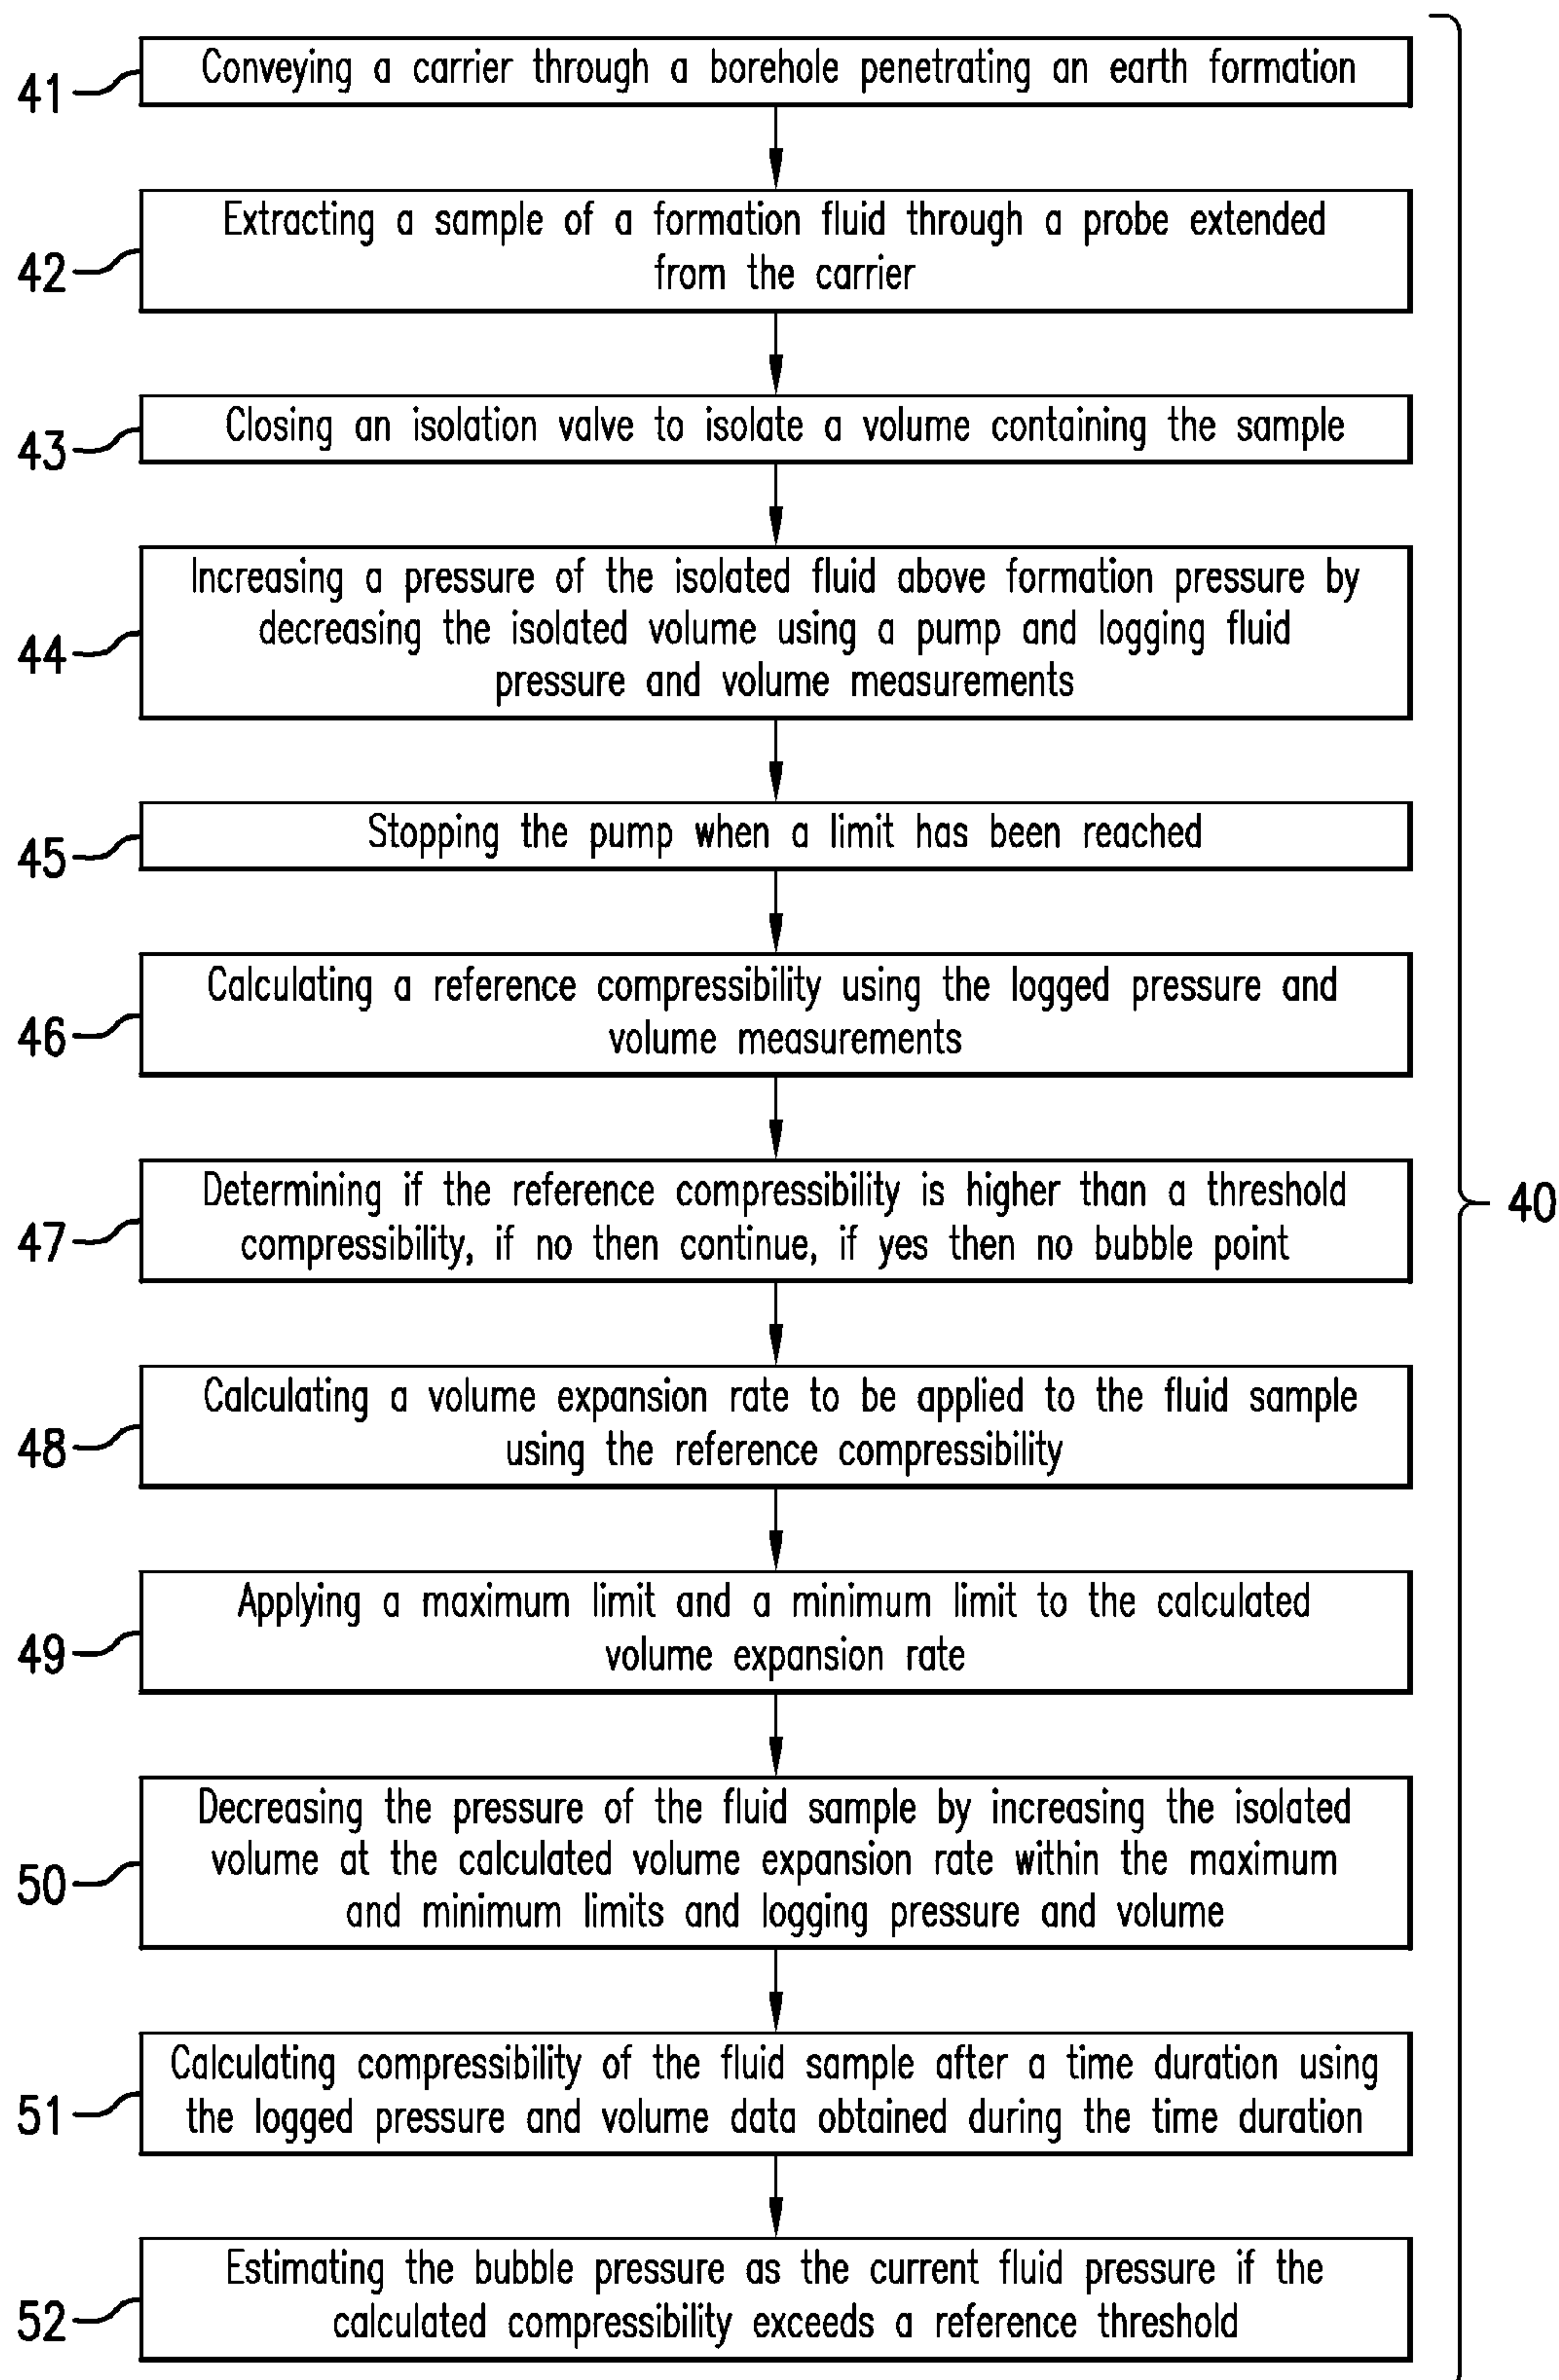 41
Conveying a carrier through a borehole penetrating an earth formation
42
Extracting a sample of a formation fluid through a probe extended
from the carrier
43
Closing an isolation valve to isolate a volume containing the sample
44
Increasing a pressure of the isolated fluid above formation pressure by
decreasing the isolated volume using a pump and logging fluid
pressure and volume measurements
45
Stopping the pump when a limit has been reached
46
Calculating a reference compressibility using the logged pressure and
volume measurements
47
Determining if the reference compressibility is higher than a threshold
compressibility, if no then continue, if yes then no bubble point
40
48
Calculating a volume expansion rate to be applied to the fluid sample
using the reference compressibility
49
Applying a maximum limit and a minimum limit to the calculated
volume expansion rate
50
Decreasing the pressure of the fluid sample by increasing the isolated
volume at the calculated volume expansion rate within the maximum
and minimum limits and logging pressure and volume
51
Calculating compressibility of the fluid sample after a time duration using
the logged pressure and volume data obtained during the time duration
52
Estimating the bubble pressure as the current fluid pressure if the
calculated compressibility exceeds a reference threshold